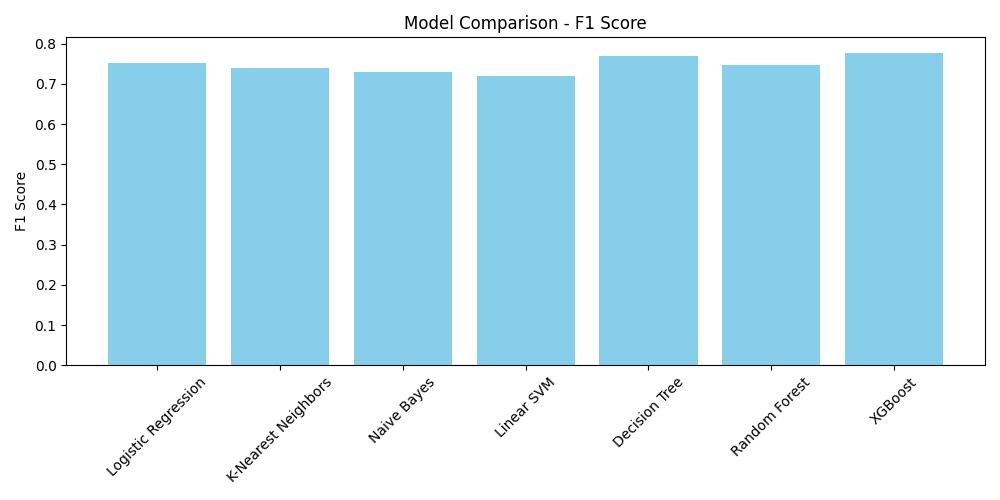 Model Comparison - F1 Score
F1 Score
0.8
0.7
0.6
0.5
0.4
0.3
0.2
0.1
0.0
Logistic Regression
K-Nearest Neighbors
Naive Bayes
Linear SVM
Decision Tree
Random Forest
XGBoost